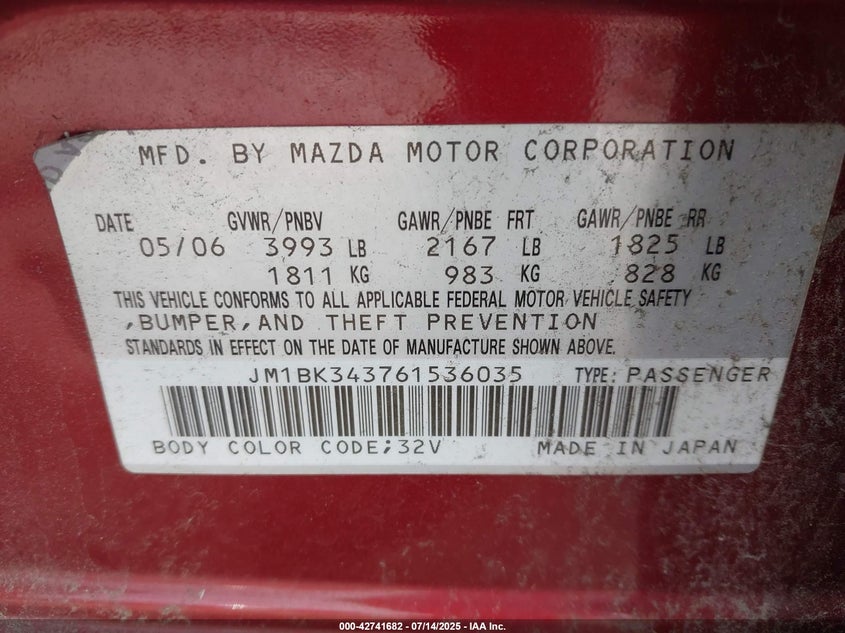 MFD. BY MAZDA MOTOR CORPORATION
DATE GVWR/PNBV GAWR/PNBE FRT GAWR/PNBE RR
05/06 3993 LB 2167 LB 1825 LB
1811 KG 983 KG 828 KG
THIS VEHICLE CONFORMS TO ALL APPLICABLE FEDERAL MOTOR VEHICLE SAFETY
,BUMPER,AND THEFT PREVENTION
STANDARDS IN EFFECT ON THE DATE OF MANUFACTURE SHOWN ABOVE.
JM1BK343761536035 TYPE: PASSENGER
BODY COLOR CODE;32V MADE IN JAPAN
000-42741682 - 07/14/2025 - IAA Inc.